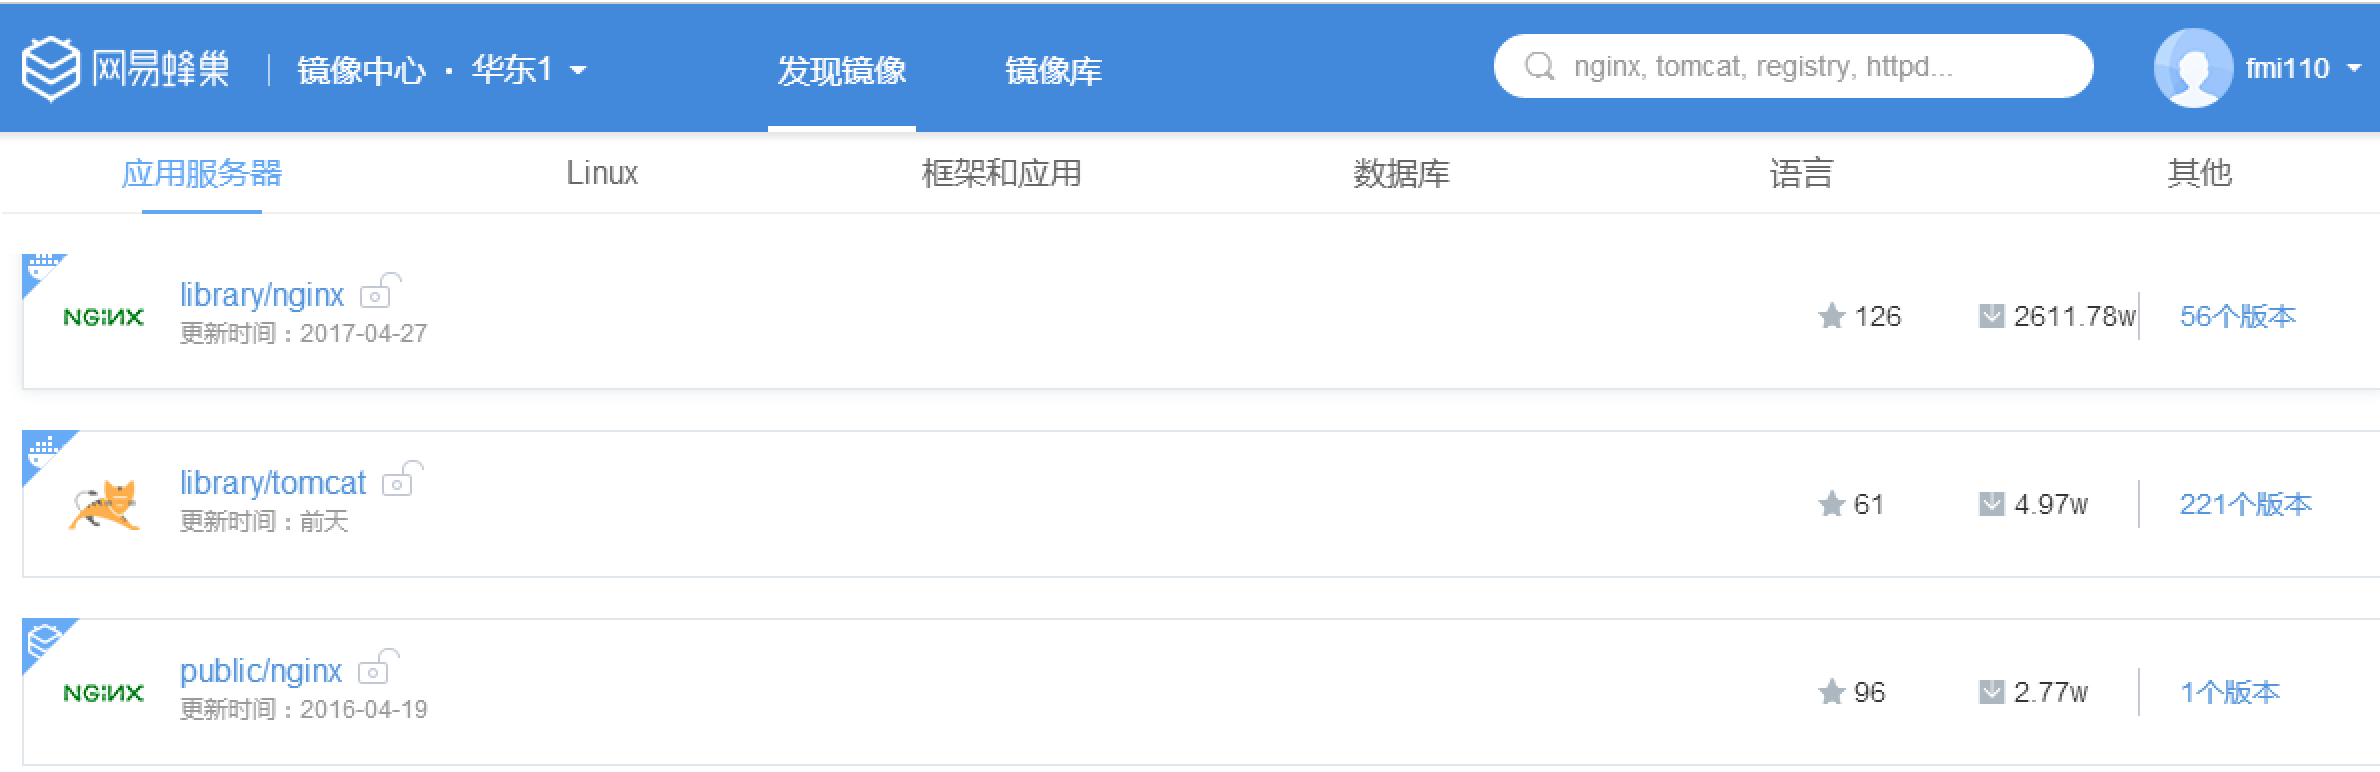 网易蜂巢 | 镜像中心 · 华东1 发现镜像 镜像库 nginx, tomcat, registry, httpd... fmi110
应用服务器 Linux 框架和应用 数据库 语言 其他
library/nginx
NGiNX 更新时间：2017-04-27 126 2611.78w 56个版本
library/tomcat
更新时间：前天 61 4.97w 221个版本
public/nginx
NGiNX 更新时间：2016-04-19 96 2.77w 1个版本